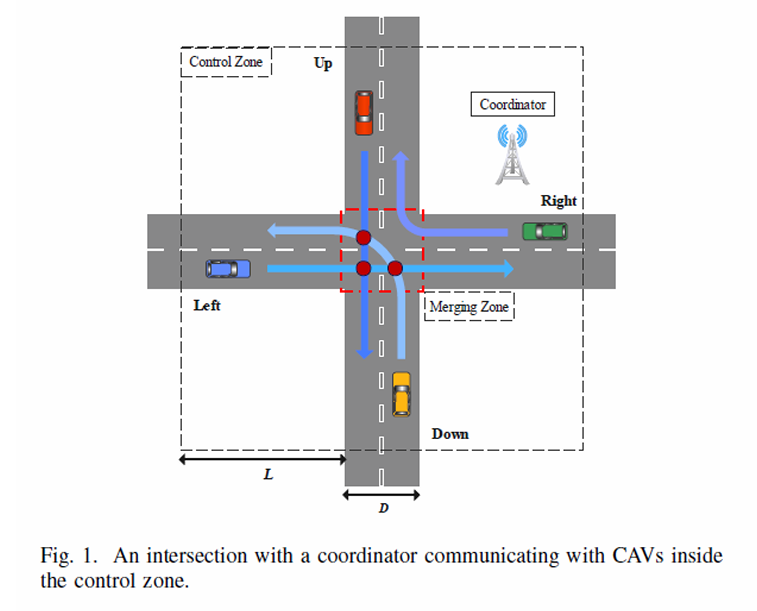 Control Zone
Up
Coordinator
Right
Left
Merging Zone
Down
L
D
Fig. 1. An intersection with a coordinator communicating with CAVs inside
the control zone.